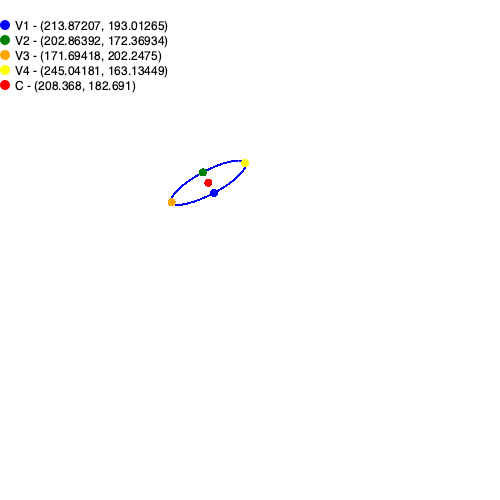 V1 - (213.87207, 193.01265)
V2 - (202.86392, 172.36934)
V3 - (171.69418, 202.2475)
V4 - (245.04181, 163.13449)
C - (208.368, 182.691)